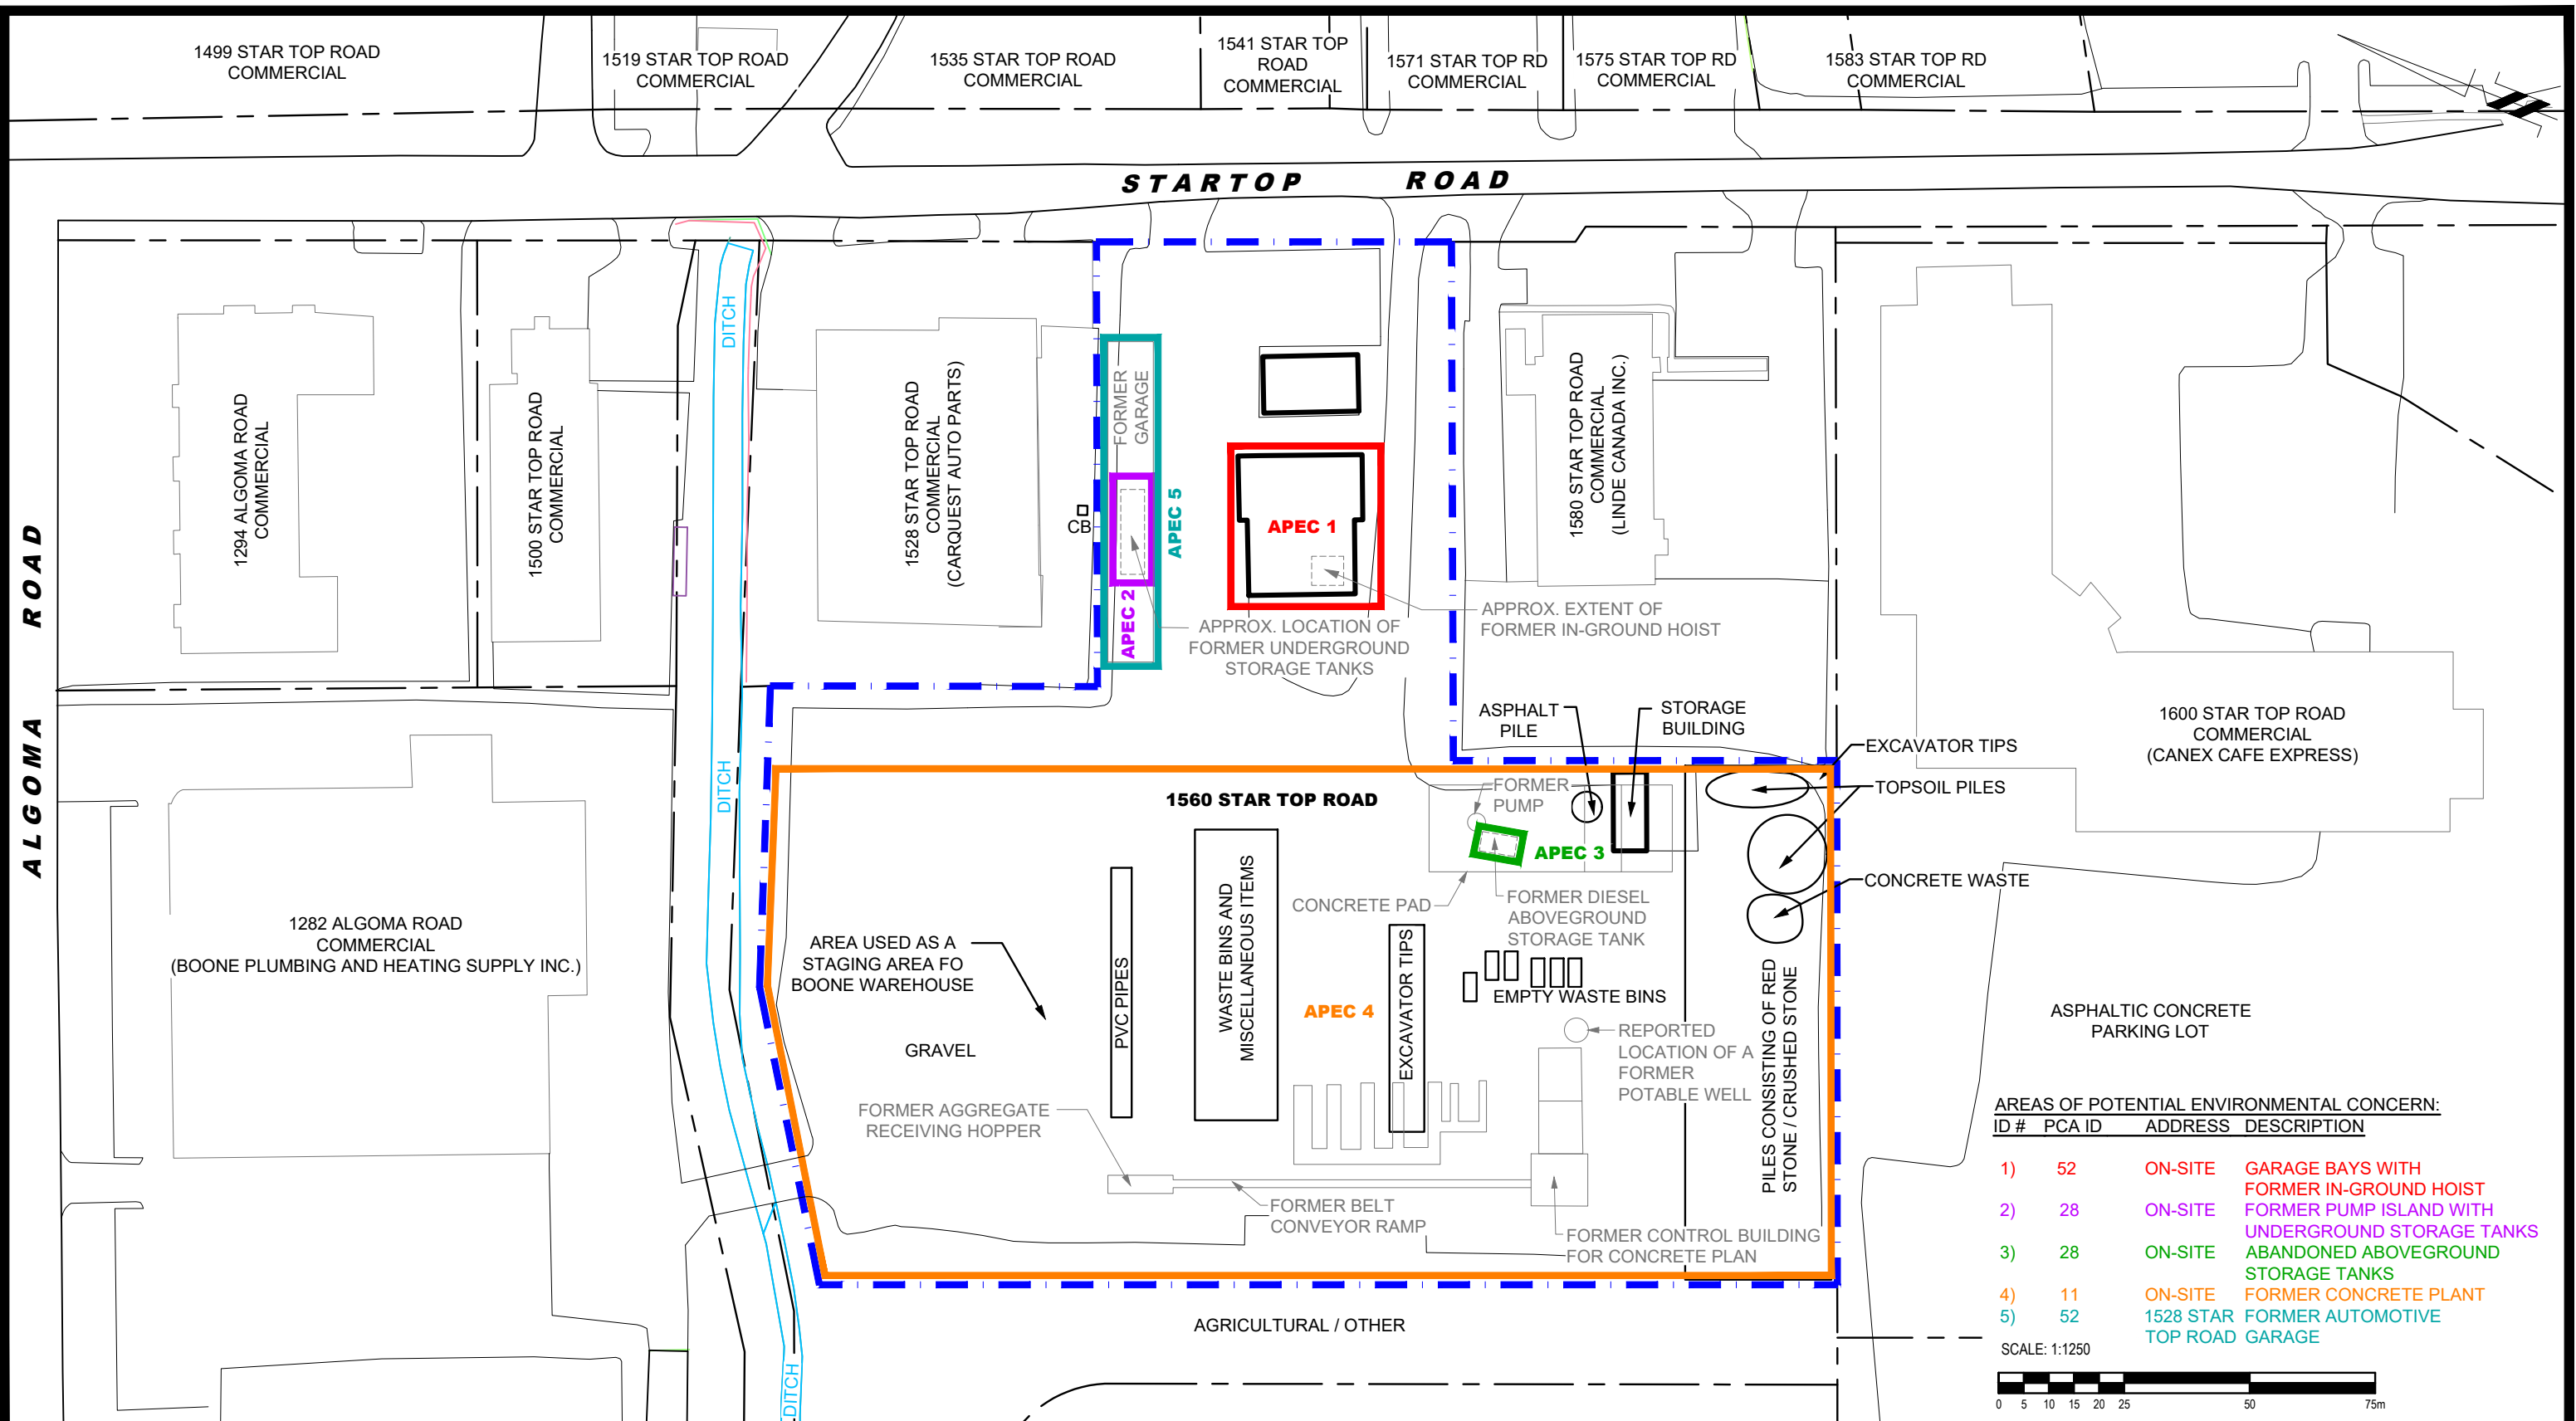 1499 STAR TOP ROAD
COMMERCIAL
1519 STAR TOP ROAD
COMMERCIAL
1535 STAR TOP ROAD
COMMERCIAL
1541 STAR TOP
ROAD
COMMERCIAL
1571 STAR TOP RD
COMMERCIAL
1575 STAR TOP RD
COMMERCIAL
1583 STAR TOP RD
COMMERCIAL
STARTOP ROAD
ALGOMA ROAD
1294 ALGOMA ROAD
COMMERCIAL
1500 STAR TOP ROAD
COMMERCIAL
DITCH
1528 STAR TOP ROAD
COMMERCIAL
(CARQUEST AUTO PARTS)
CB
FORMER
GARAGE
APEC 5
APEC 2
APEC 1
APPROX. LOCATION OF
FORMER UNDERGROUND
STORAGE TANKS
APPROX. EXTENT OF
FORMER IN-GROUND HOIST
1580 STAR TOP ROAD
COMMERCIAL
(LINDE CANADA INC.)
1600 STAR TOP ROAD
COMMERCIAL
(CANEX CAFE EXPRESS)
ASPHALT
PILE
STORAGE
BUILDING
EXCAVATOR TIPS
TOPSOIL PILES
CONCRETE WASTE
DITCH
1560 STAR TOP ROAD
FORMER
PUMP
APEC 3
CONCRETE PAD
FORMER DIESEL
ABOVEGROUND
STORAGE TANK
1282 ALGOMA ROAD
COMMERCIAL
(BOONE PLUMBING AND HEATING SUPPLY INC.)
AREA USED AS A
STAGING AREA FO
BOONE WAREHOUSE
GRAVEL
PVC PIPES
WASTE BINS AND
MISCELLANEOUS ITEMS
APEC 4
EXCAVATOR TIPS
EMPTY WASTE BINS
REPORTED
LOCATION OF A
FORMER
POTABLE WELL
PILES CONSISTING OF RED
STONE / CRUSHED STONE
ASPHALTIC CONCRETE
PARKING LOT
FORMER AGGREGATE
RECEIVING HOPPER
FORMER BELT
CONVEYOR RAMP
FORMER CONTROL BUILDING
FOR CONCRETE PLAN
AGRICULTURAL / OTHER
DITCH
AREAS OF POTENTIAL ENVIRONMENTAL CONCERN:
ID # PCA ID ADDRESS DESCRIPTION
1) 52 ON-SITE GARAGE BAYS WITH
FORMER IN-GROUND HOIST
2) 28 ON-SITE FORMER PUMP ISLAND WITH
UNDERGROUND STORAGE TANKS
3) 28 ON-SITE ABANDONED ABOVEGROUND
STORAGE TANKS
4) 11 ON-SITE FORMER CONCRETE PLANT
5) 52 1528 STAR FORMER AUTOMOTIVE
TOP ROAD GARAGE
SCALE: 1:1250
0 5 10 15 20 25 50 75m